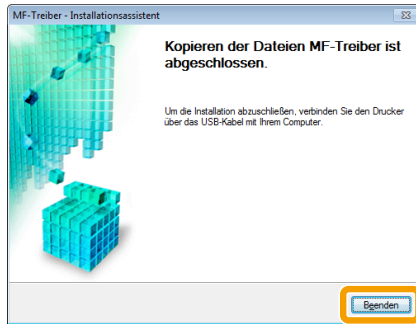 MF-Treiber - Installationsassistent
Kopieren der Dateien MF-Treiber ist
abgeschlossen.
Um die Installation abzuschließen, verbinden Sie den Drucker
über das USB-Kabel mit Ihrem Computer.
Beenden